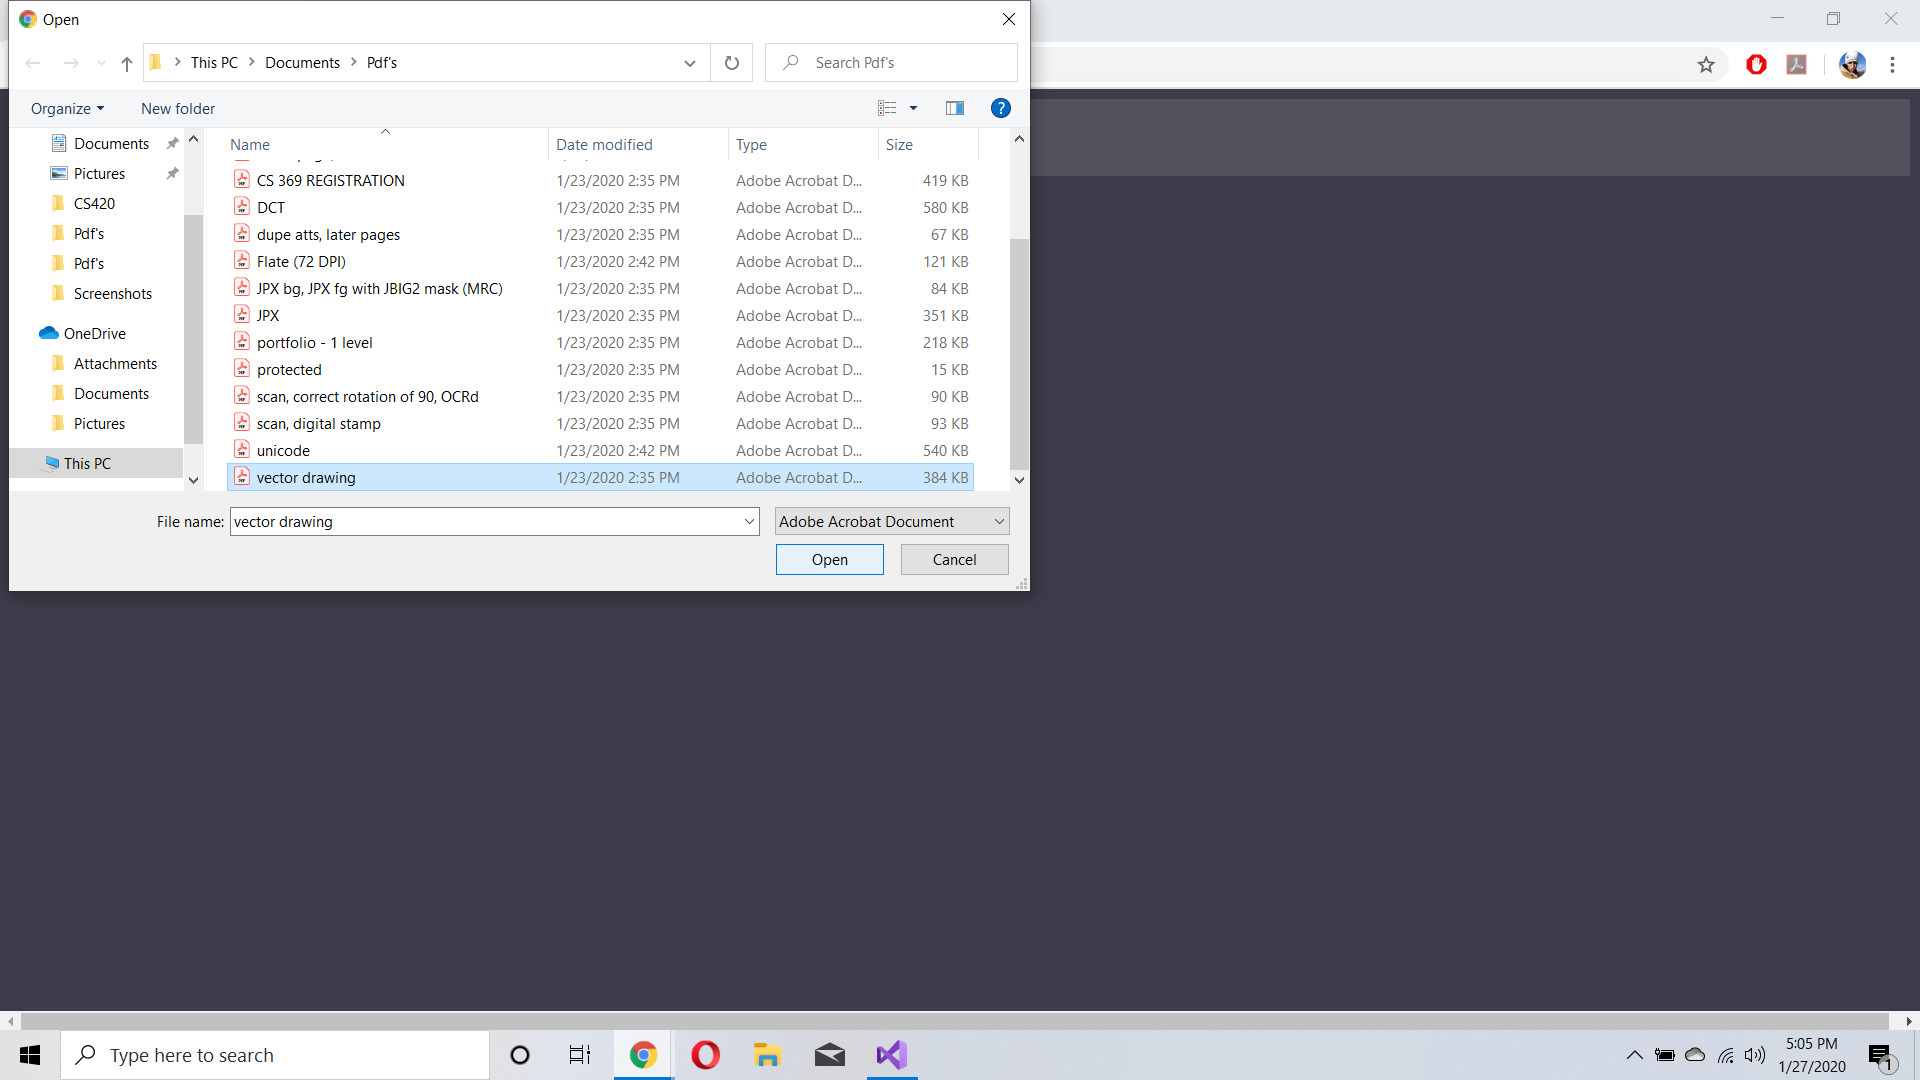 Open
This PC > Documents > Pdf's
Search Pdf's
Organize
New folder
?
Name Date modified Type Size
Documents
Pictures
CS420
Pdf's
Pdf's
Screenshots
OneDrive
Attachments
Documents
Pictures
This PC
CS 369 REGISTRATION 1/23/2020 2:35 PM Adobe Acrobat D... 419 KB
DCT 1/23/2020 2:35 PM Adobe Acrobat D... 580 KB
dupe atts, later pages 1/23/2020 2:35 PM Adobe Acrobat D... 67 KB
Flate (72 DPI) 1/23/2020 2:42 PM Adobe Acrobat D... 121 KB
JPX bg, JPX fg with JBIG2 mask (MRC) 1/23/2020 2:35 PM Adobe Acrobat D... 84 KB
JPX 1/23/2020 2:35 PM Adobe Acrobat D... 351 KB
portfolio - 1 level 1/23/2020 2:35 PM Adobe Acrobat D... 218 KB
protected 1/23/2020 2:35 PM Adobe Acrobat D... 15 KB
scan, correct rotation of 90, OCRd 1/23/2020 2:35 PM Adobe Acrobat D... 90 KB
scan, digital stamp 1/23/2020 2:35 PM Adobe Acrobat D... 93 KB
unicode 1/23/2020 2:42 PM Adobe Acrobat D... 540 KB
vector drawing 1/23/2020 2:35 PM Adobe Acrobat D... 384 KB
File name: vector drawing
Adobe Acrobat Document
Open
Cancel
Type here to search
5:05 PM
1/27/2020
1